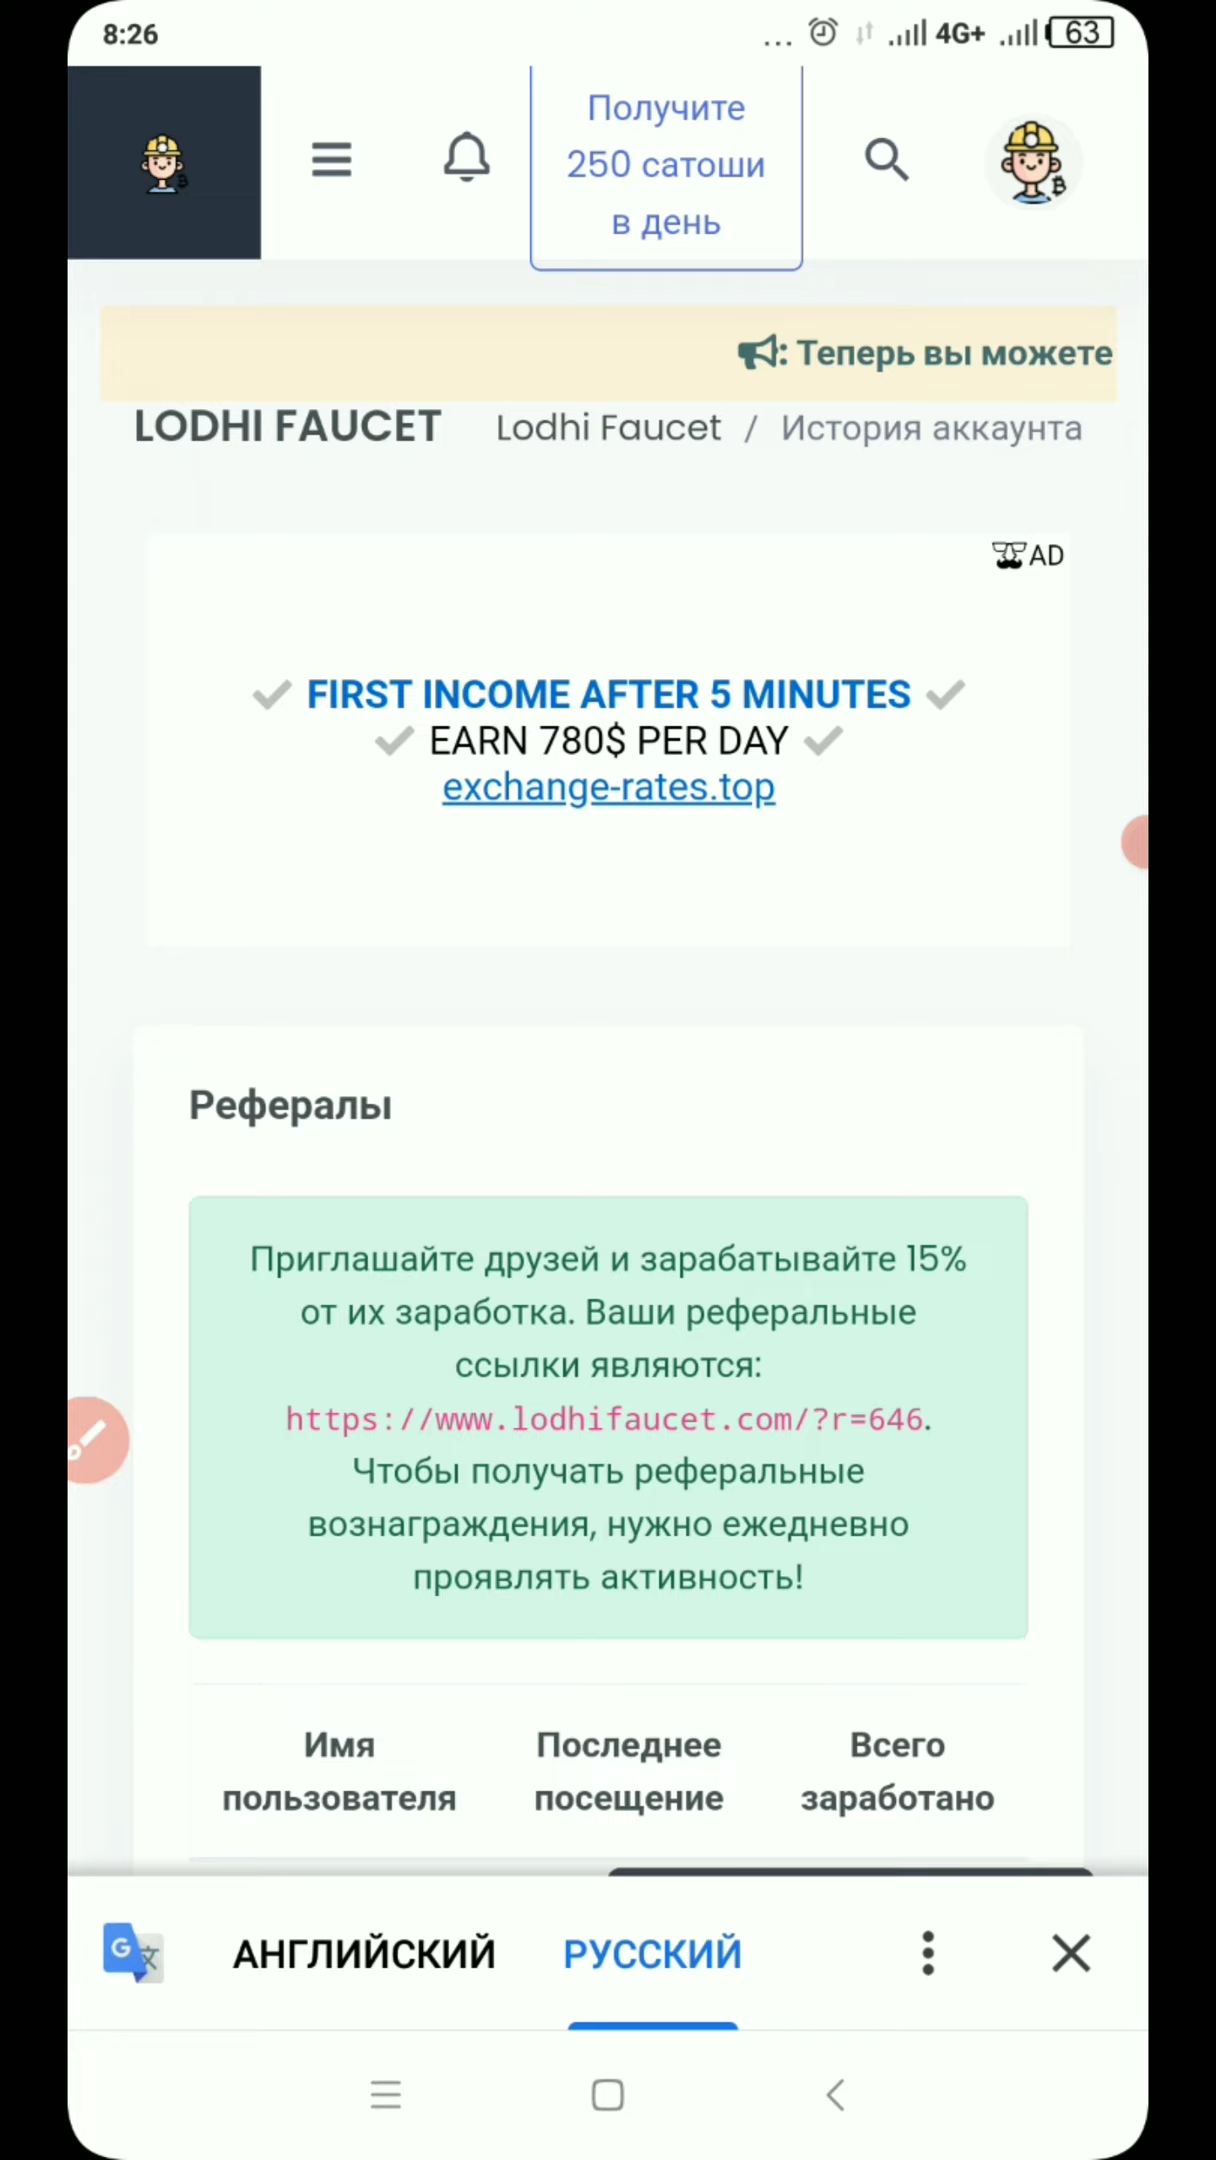 8:26
... 4G+ 63
Получите
250 сатоши
в день
: Теперь вы можете
LODHI FAUCET
Lodhi Faucet / История аккаунта
AD
FIRST INCOME AFTER 5 MINUTES
EARN 780$ PER DAY
exchange-rates.top
Рефералы
Приглашайте друзей и зарабатывайте 15%
от их заработка. Ваши реферальные
ссылки являются:
https://www.lodhifaucet.com/?r=646.
Чтобы получать реферальные
вознаграждения, нужно ежедневно
проявлять активность!
Имя Последнее Всего
пользователя посещение заработано
G 文 АНГЛИЙСКИЙ РУССКИЙ